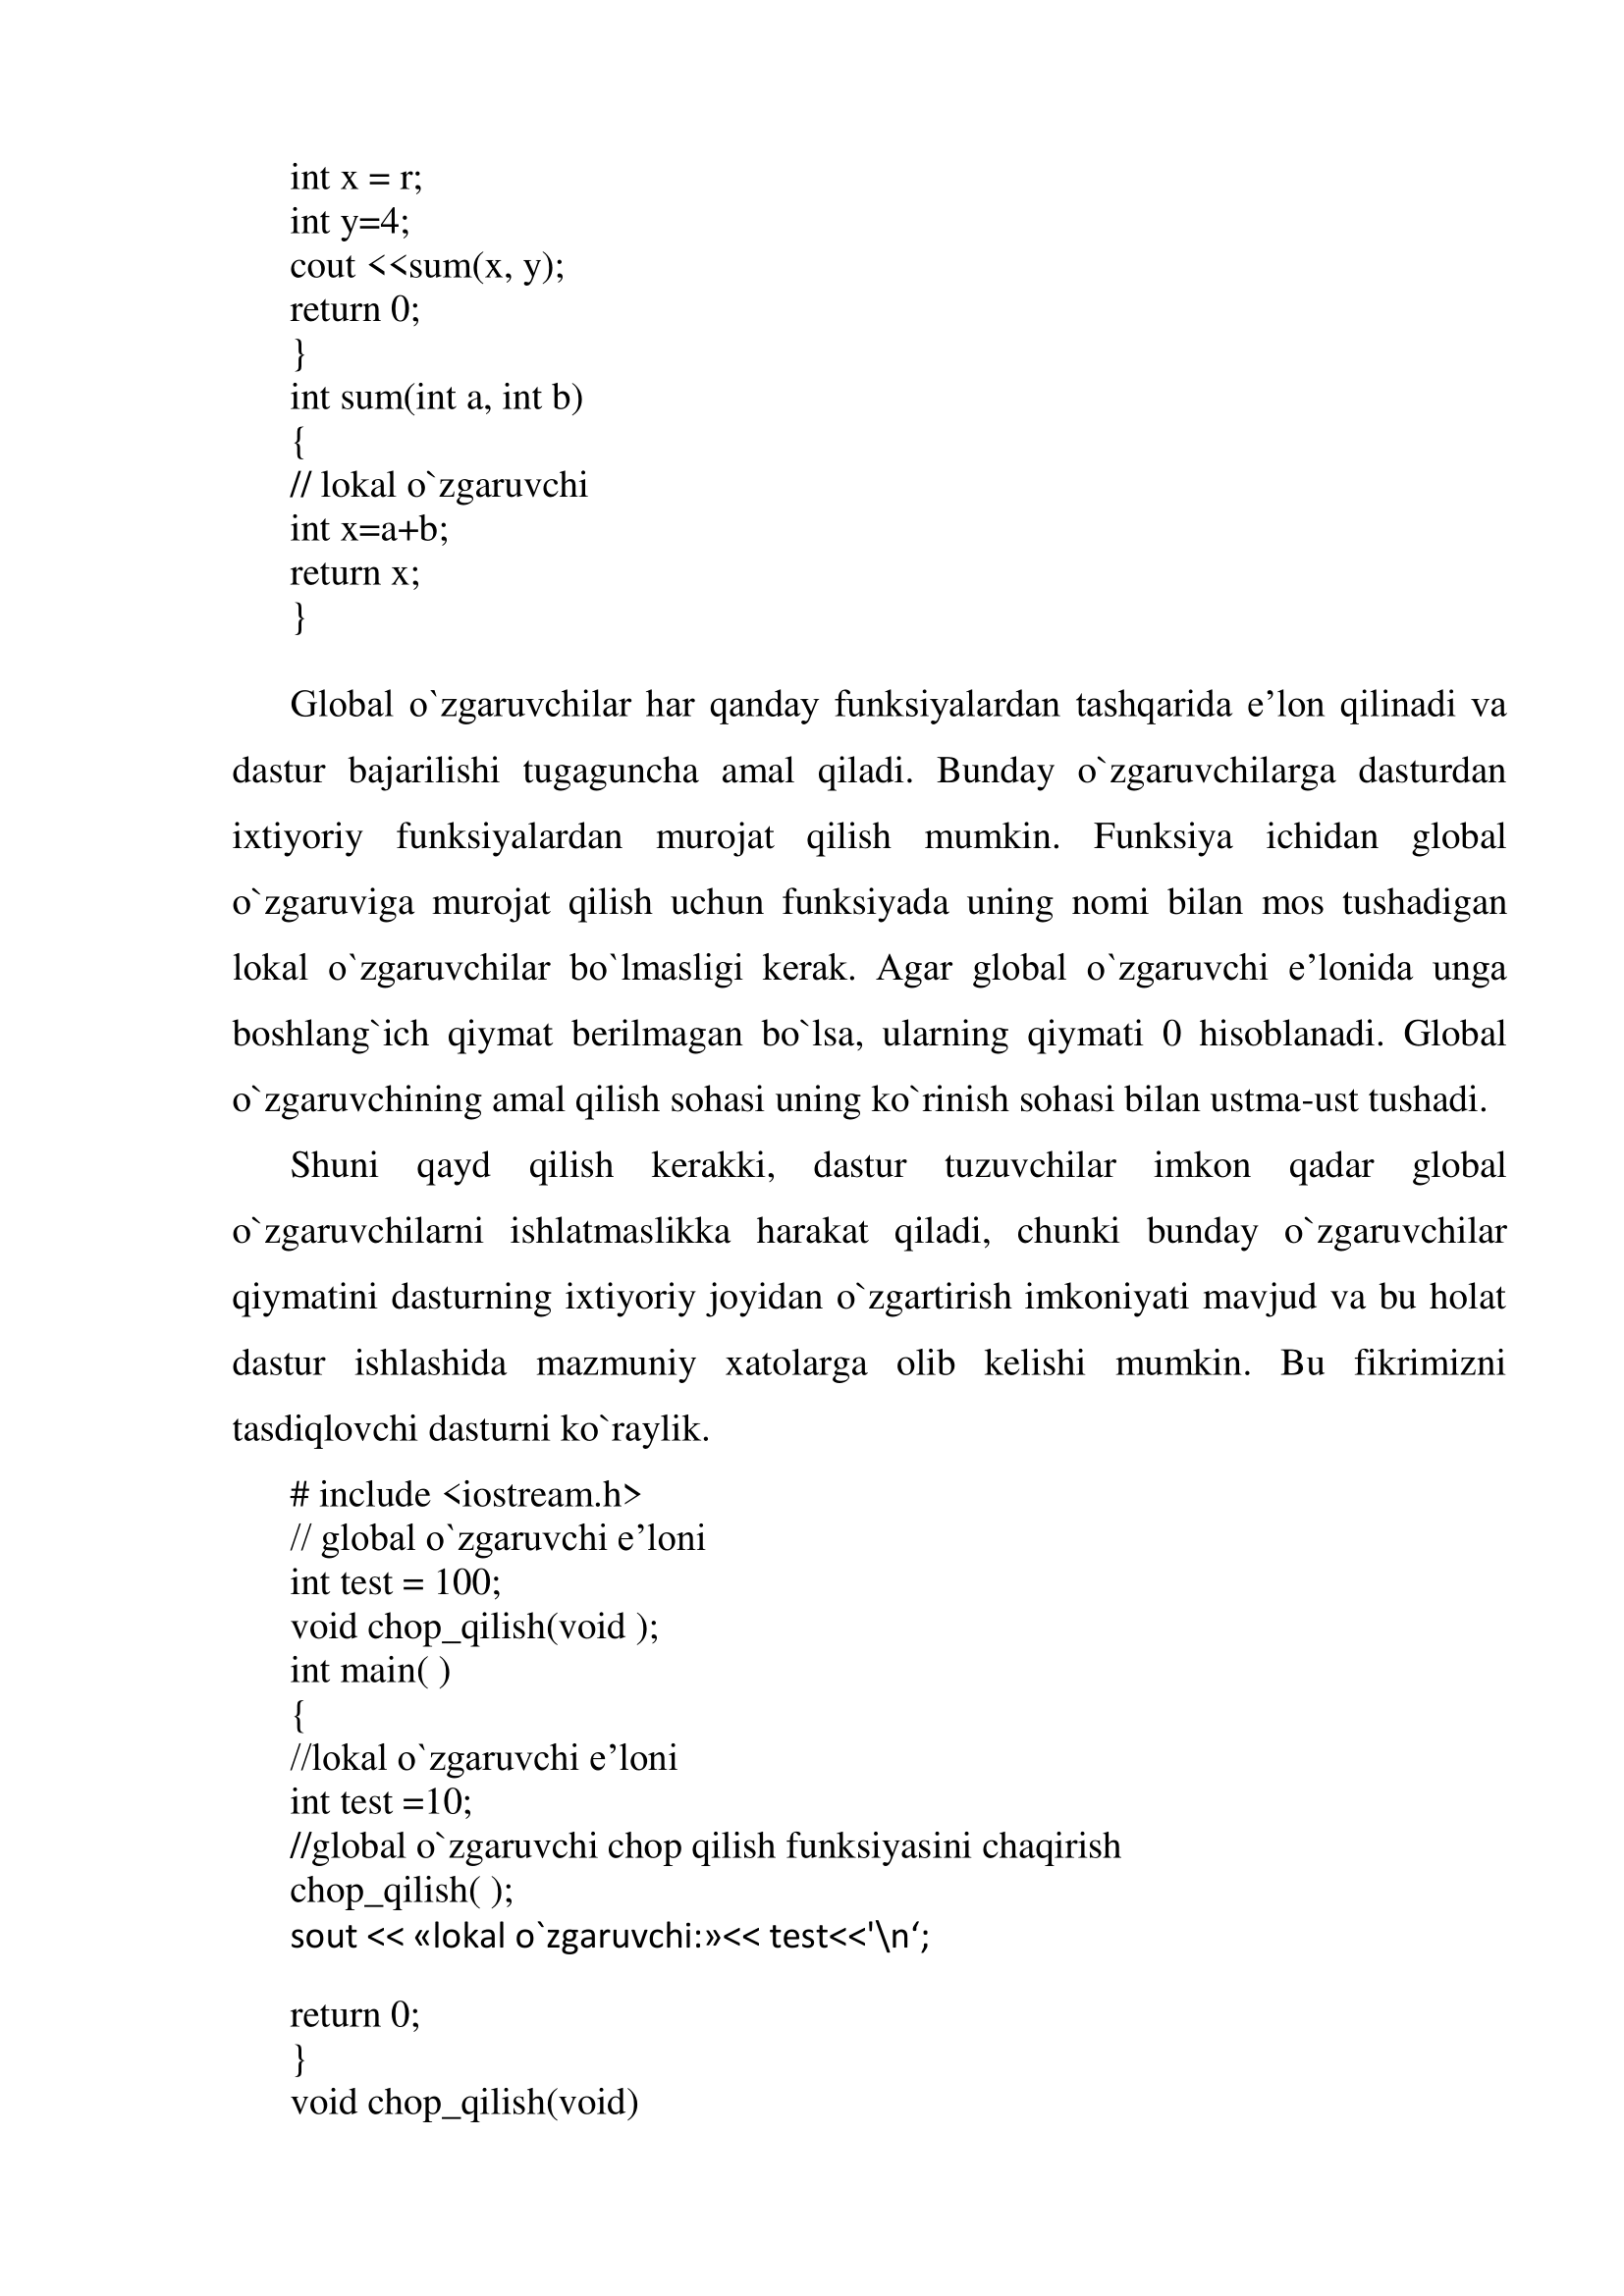 int x = r;
int y=4;
cout <<sum(x, y);
return 0;
}
int sum(int a, int b)
{
// lokal o`zgaruvchi
int x=a+b;
return x;
}
Global o`zgaruvchilar har qanday funksiyalardan tashqarida e’lon qilinadi va
dastur bajarilishi tugaguncha amal qiladi. Bunday o`zgaruvchilarga dasturdan
ixtiyoriy funksiyalardan murojat qilish mumkin. Funksiya ichidan global
o`zgaruviga murojat qilish uchun funksiyada uning nomi bilan mos tushadigan
lokal o`zgaruvchilar bo`lmasligi kerak. Agar global o`zgaruvchi e’lonida unga
boshlang`ich qiymat berilmagan bo`lsa, ularning qiymati 0 hisoblanadi. Global
o`zgaruvchining amal qilish sohasi uning ko`rinish sohasi bilan ustma-ust tushadi.
Shuni qayd qilish kerakki, dastur tuzuvchilar imkon qadar global
o`zgaruvchilarni ishlatmaslikka harakat qiladi, chunki bunday o`zgaruvchilar
qiymatini dasturning ixtiyoriy joyidan o`zgartirish imkoniyati mavjud va bu holat
dastur ishlashida mazmuniy xatolarga olib kelishi mumkin. Bu fikrimizni
tasdiqlovchi dasturni ko`raylik.
# include <iostream.h>
// global o`zgaruvchi e’loni
int test = 100;
void chop_qilish(void );
int main( )
{
//lokal o`zgaruvchi e’loni
int test =10;
//global o`zgaruvchi chop qilish funksiyasini chaqirish
chop_qilish( );
sout << «lokal o`zgaruvchi:»<< test<<'\n‘;
return 0;
}
void chop_qilish(void)